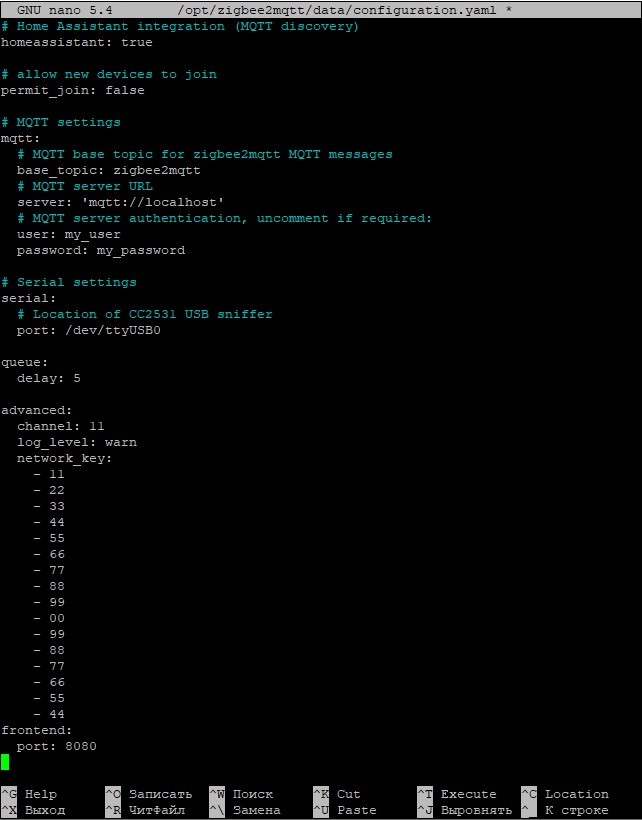 GNU nano 5.4 /opt/zigbee2mqtt/data/configuration.yaml *
# Home Assistant integration (MQTT discovery)
homeassistant: true
# allow new devices to join
permit_join: false
# MQTT settings
mqtt:
# MQTT base topic for zigbee2mqtt MQTT messages
base_topic: zigbee2mqtt
# MQTT server URL
server: 'mqtt://localhost'
# MQTT server authentication, uncomment if required:
user: my_user
password: my_password
# Serial settings
serial:
# Location of CC2531 USB sniffer
port: /dev/ttyUSB0
queue:
delay: 5
advanced:
channel: 11
log_level: warn
network_key:
- 11
- 22
- 33
- 44
- 55
- 66
- 77
- 88
- 99
- 00
- 99
- 88
- 77
- 66
- 55
- 44
frontend:
port: 8080
^G Help ^O Записать ^W Поиск ^K Cut ^T Execute ^C Location
^X Выход ^R ЧитФайл ^\ Замена ^U Paste ^J Выровнять ^_ К строке